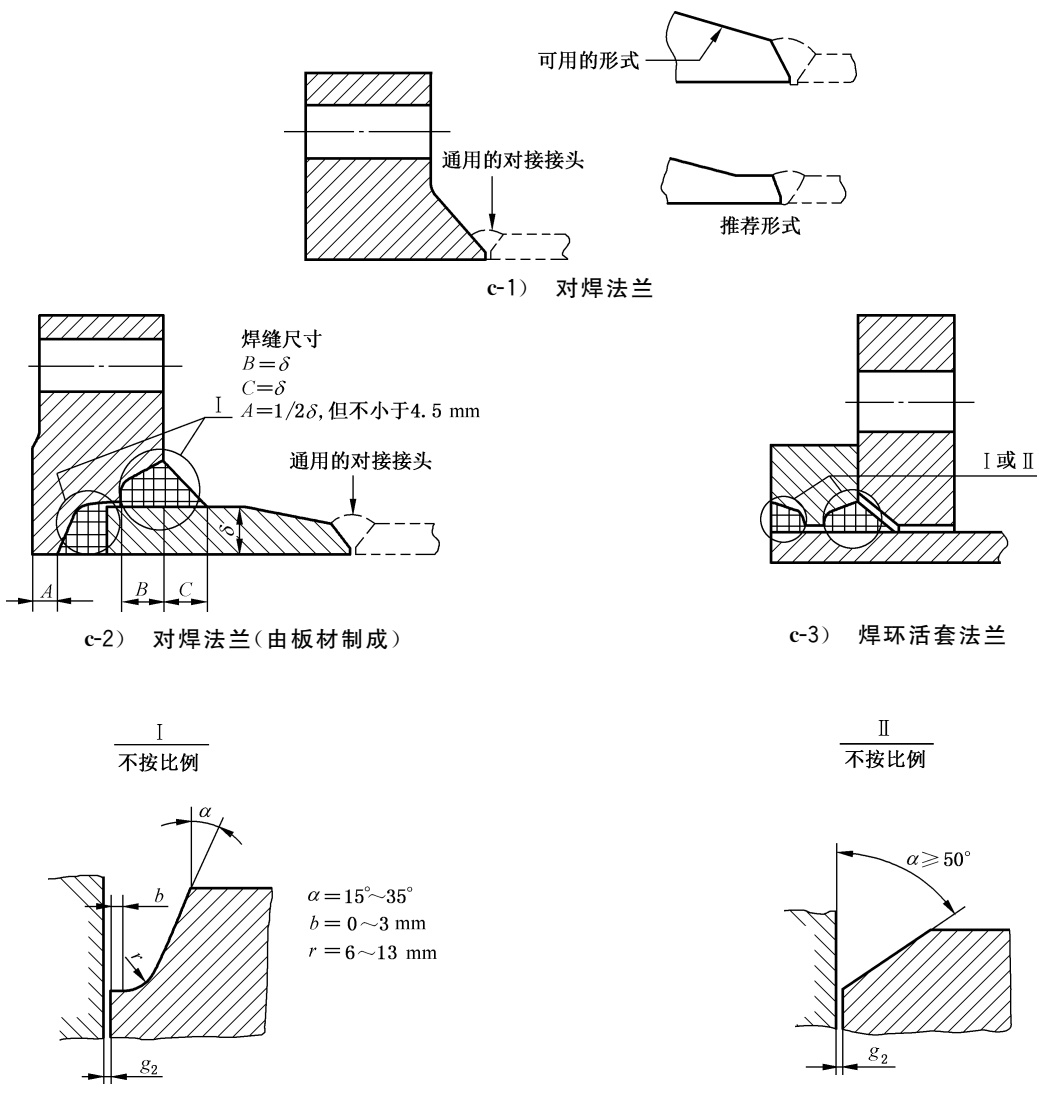 可用的形式
通用的对接接头
推荐形式
c-1） 对焊法兰
焊缝尺寸
B=δ
C=δ
A=1/2δ,但不小于4.5 mm
Ⅰ
通用的对接接头
δ
A
B
C
c-2） 对焊法兰(由板材制成)
Ⅰ或Ⅱ
c-3） 焊环活套法兰
Ⅰ
不按比例
α
b
r
g₂
α=15°~35°
b=0~3 mm
r=6~13 mm
Ⅱ
不按比例
α≥50°
g₂